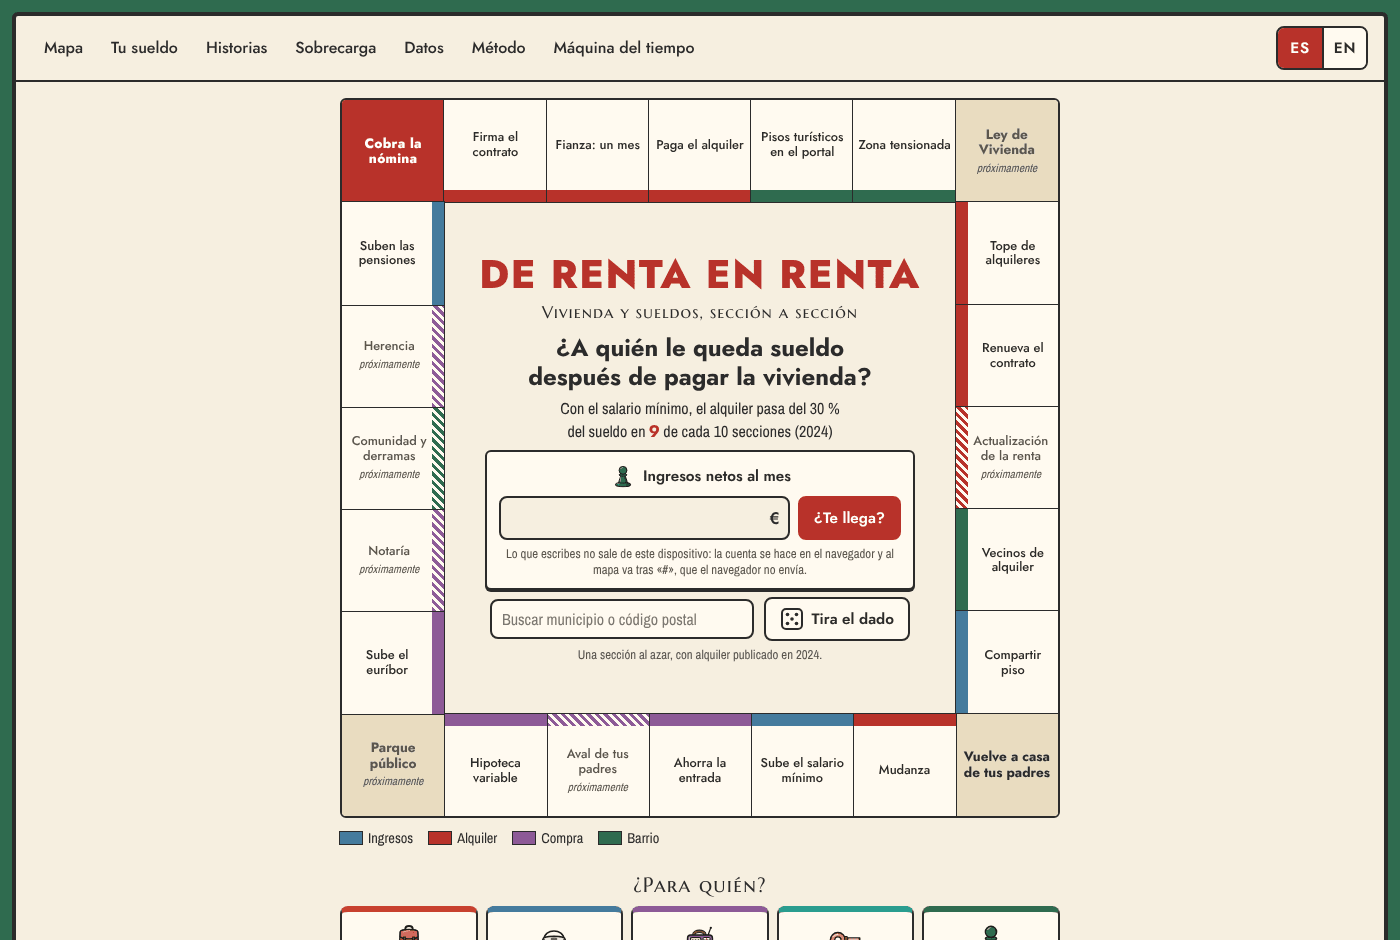 Mapa
Tu sueldo
Historias
Sobrecarga
Datos
Método
Máquina del tiempo
ES
EN
Cobra la
nómina
Firma el
contrato
Fianza: un mes
Paga el alquiler
Pisos turísticos
en el portal
Zona tensionada
Ley de
Vivienda
próximamente
Suben las
pensiones
Herencia
próximamente
Comunidad y
derramas
próximamente
Notaría
próximamente
Sube el
euríbor
DE RENTA EN RENTA
Vivienda y sueldos, sección a sección
¿A quién le queda sueldo
después de pagar la vivienda?
Con el salario mínimo, el alquiler pasa del 30 %
del sueldo en 9 de cada 10 secciones (2024)
Ingresos netos al mes
€
¿Te llega?
Lo que escribes no sale de este dispositivo: la cuenta se hace en el navegador y al
mapa va tras «#», que el navegador no envía.
Buscar municipio o código postal
Tira el dado
Una sección al azar, con alquiler publicado en 2024.
Tope de
alquileres
Renueva el
contrato
Actualización
de la renta
próximamente
Vecinos de
alquiler
Compartir
piso
Parque
público
próximamente
Hipoteca
variable
Aval de tus
padres
próximamente
Ahorra la
entrada
Sube el salario
mínimo
Mudanza
Vuelve a casa
de tus padres
Ingresos
Alquiler
Compra
Barrio
¿Para quién?